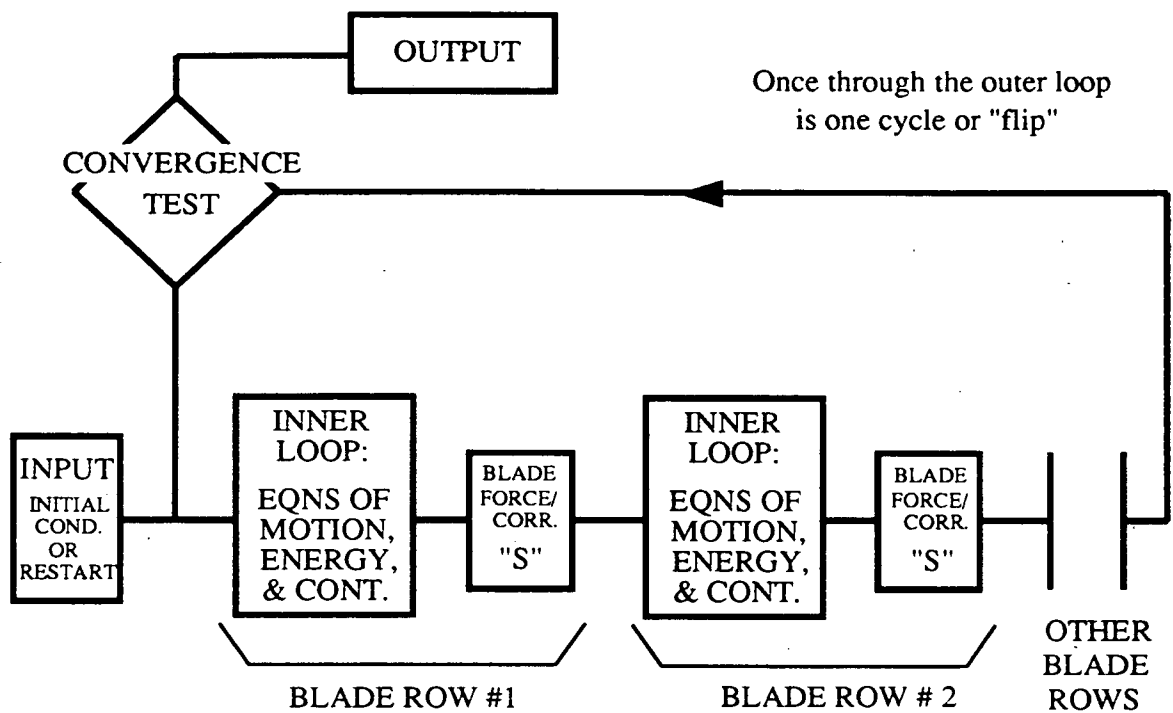 OUTPUT
Once through the outer loop
is one cycle or "flip"
CONVERGENCE
TEST
INPUT
INITIAL
COND.
OR
RESTART
INNER
LOOP:
EQNS OF
MOTION,
ENERGY,
& CONT.
BLADE
FORCE/
CORR.
"S"
INNER
LOOP:
EQNS OF
MOTION,
ENERGY,
& CONT.
BLADE
FORCE/
CORR.
"S"
OTHER
BLADE
ROWS
BLADE ROW #1
BLADE ROW # 2